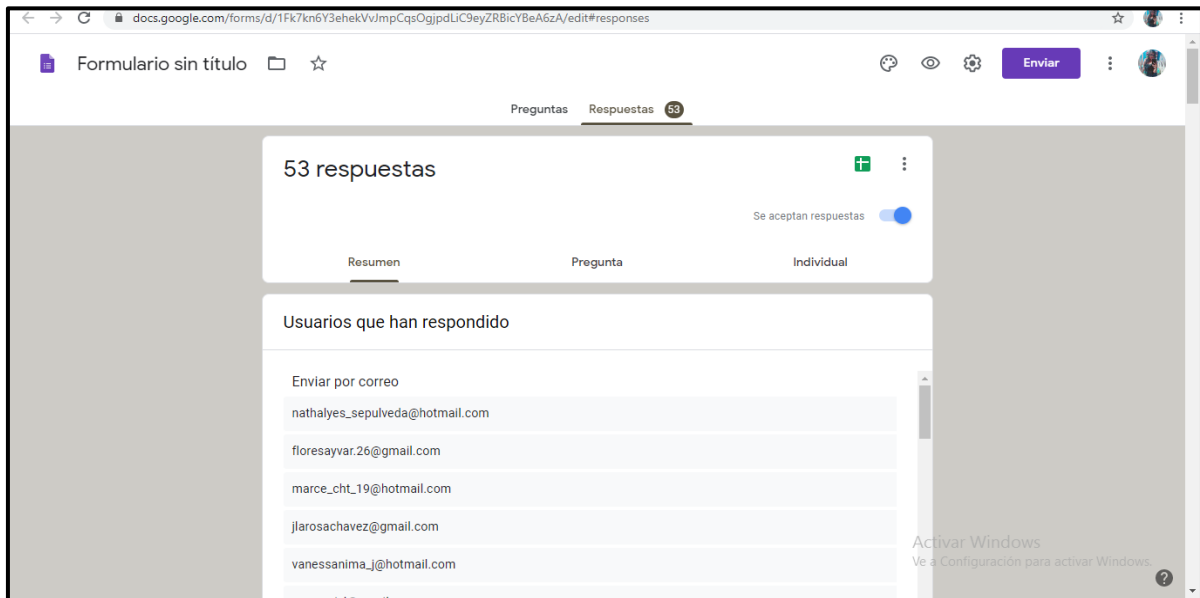 docs.google.com/forms/d/1Fk7kn6Y3ehekVvJmpCqsOgjpdLiC9eyZRBicYBeA6zA/edit#responses
Formulario sin título
Enviar
Preguntas Respuestas 53
53 respuestas
Se aceptan respuestas
Resumen Pregunta Individual
Usuarios que han respondido
Enviar por correo
nathalyes_sepulveda@hotmail.com
floresayvar.26@gmail.com
marce_cht_19@hotmail.com
jlarosachavez@gmail.com
vanessanima_j@hotmail.com
Activar Windows
Ve a Configuración para activar Windows.